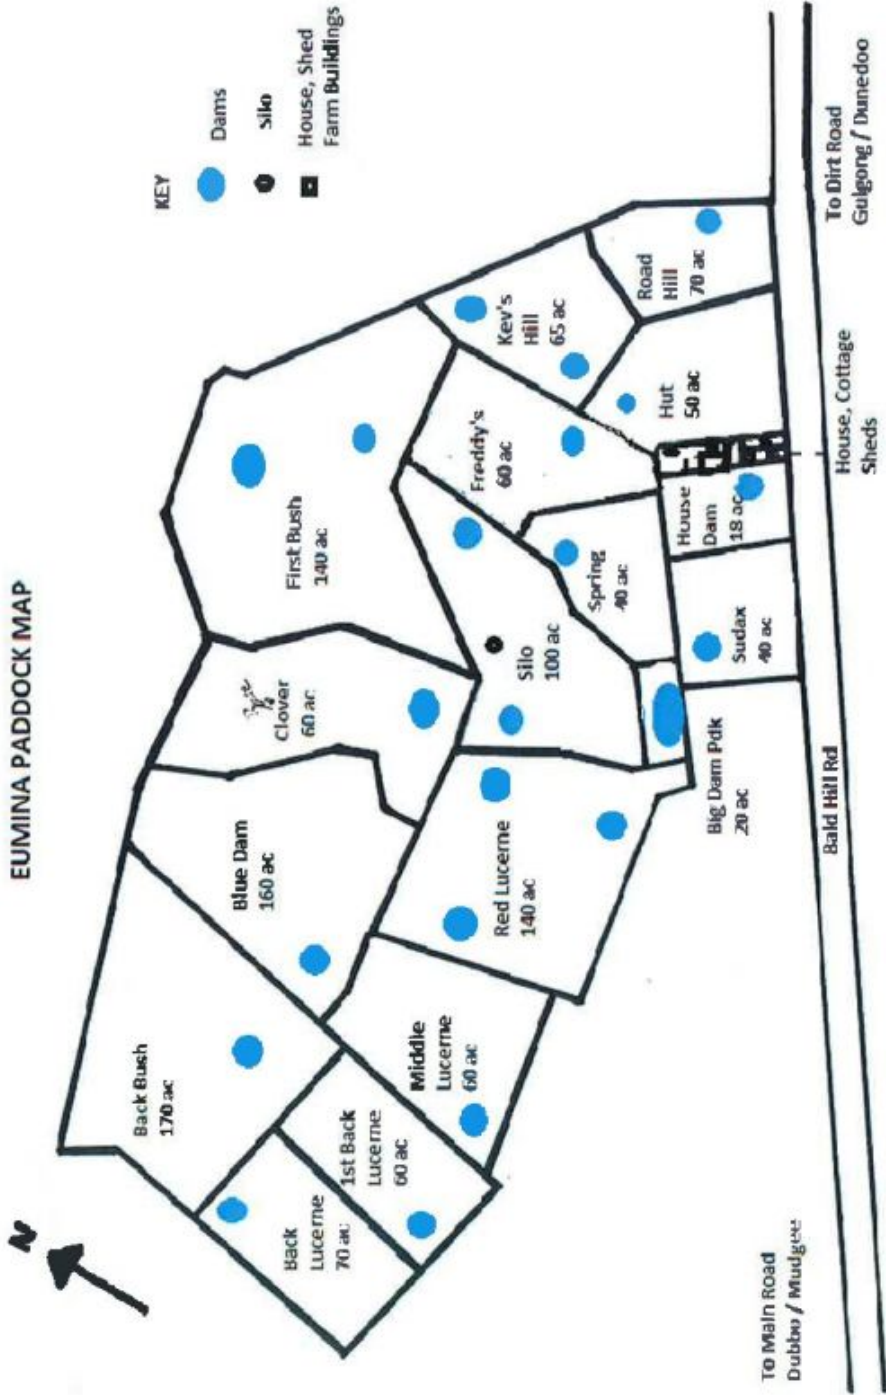 EUMINA PADDOCK MAP
N
KEY
Dams
Silo
House, Shed
Farm Buildings
Back Bush
170 ac
Back
Lucerne
70 ac
1st Back
Lucerne
60 ac
Blue Dam
160 ac
Clover
60 ac
First Bush
140 ac
Middle
Lucerne
60 ac
Red Lucerne
140 ac
Silo
100 ac
Freddy's
60 ac
Kev's
Hill
65 ac
Road
Hill
70 ac
Hut
50 ac
Spring
40 ac
House
Dam
18 ac
Sudax
40 ac
Big Dam Pdk
20 ac
Bald Hill Rd
House, Cottage
Sheds
To Main Road
Dubbo / Mudgee
To Dirt Road
Gulgong / Dunedoo